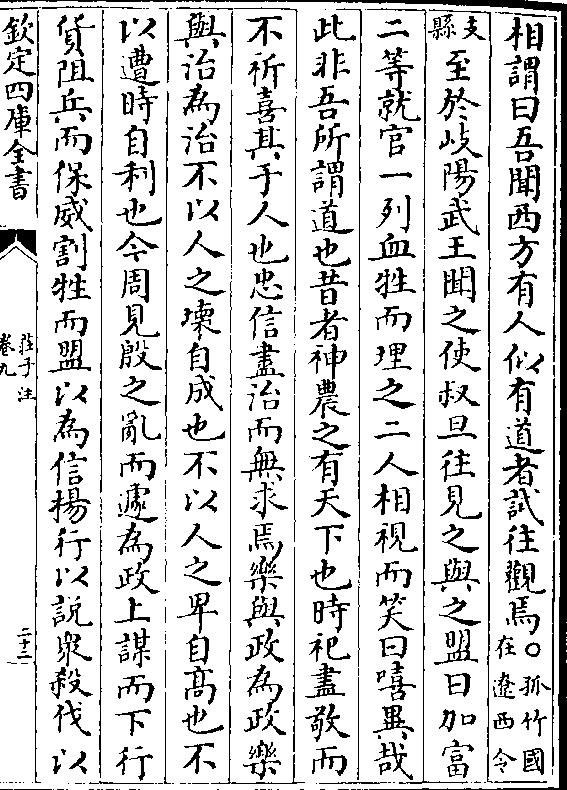 相謂曰吾聞西方有人似有道者試往觀焉○孤竹國在遼西令
支縣至於岐陽武王聞之使叔旦往見之與之盟曰加富
二等就官一列血牲而理之二人相視而笑曰嘻異哉
此非吾所謂道也昔者神農之有天下也時祀盡敬而
不祈喜其于人也忠信盡治而無求焉樂與政為政樂
與治為治不以人之壞自成也不以人之卑自高也不
以遭時自利也今周見殷之亂而遽為政上謀而下行
貨阻兵而保威割牲而盟以為信楊行以説衆殺伐以
欽定四庫全書
莊子注
卷九
二十二